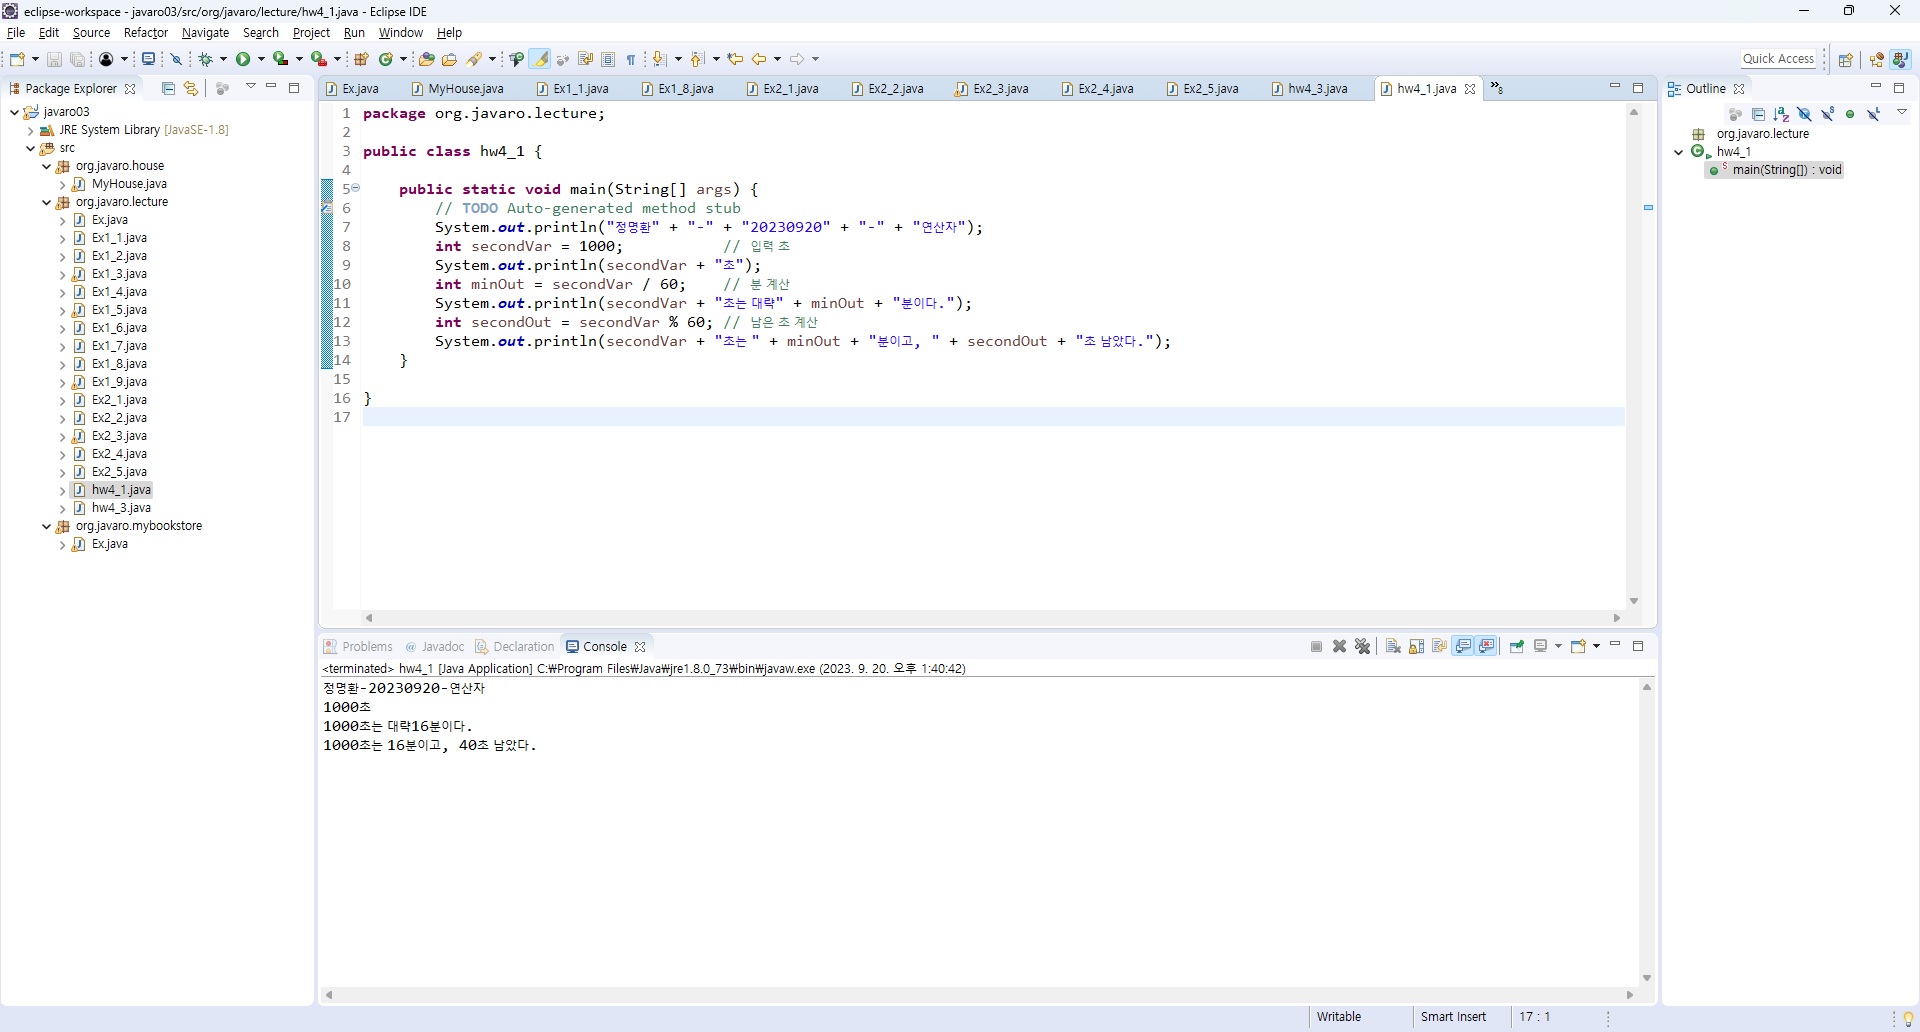 eclipse-workspace - javaro03/src/org/javaro/lecture/hw4_1.java - Eclipse IDE
File Edit Source Refactor Navigate Search Project Run Window Help
Quick Access
Package Explorer
javaro03
JRE System Library [JavaSE-1.8]
src
org.javaro.house
MyHouse.java
org.javaro.lecture
Ex.java
Ex1_1.java
Ex1_2.java
Ex1_3.java
Ex1_4.java
Ex1_5.java
Ex1_6.java
Ex1_7.java
Ex1_8.java
Ex1_9.java
Ex2_1.java
Ex2_2.java
Ex2_3.java
Ex2_4.java
Ex2_5.java
hw4_1.java
hw4_3.java
org.javaro.mybookstore
Ex.java
Ex.java MyHouse.java Ex1_1.java Ex1_8.java Ex2_1.java Ex2_2.java Ex2_3.java Ex2_4.java Ex2_5.java hw4_3.java hw4_1.java »8
1 package org.javaro.lecture;
2
3 public class hw4_1 {
4
5 public static void main(String[] args) {
6 // TODO Auto-generated method stub
7 System.out.println("정명환" + "-" + "20230920" + "-" + "연산자");
8 int secondVar = 1000; // 입력 초
9 System.out.println(secondVar + "초");
10 int minOut = secondVar / 60; // 분 계산
11 System.out.println(secondVar + "초는 대략" + minOut + "분이다.");
12 int secondOut = secondVar % 60; // 남은 초 계산
13 System.out.println(secondVar + "초는 " + minOut + "분이고, " + secondOut + "초 남았다.");
14 }
15
16 }
17
Problems Javadoc Declaration Console
<terminated> hw4_1 [Java Application] C:₩Program Files₩Java₩jre1.8.0_73₩bin₩javaw.exe (2023. 9. 20. 오후 1:40:42)
정명환-20230920-연산자
1000초
1000초는 대략16분이다.
1000초는 16분이고, 40초 남았다.
Outline
org.javaro.lecture
hw4_1
main(String[]) : void
Writable Smart Insert 17 : 1